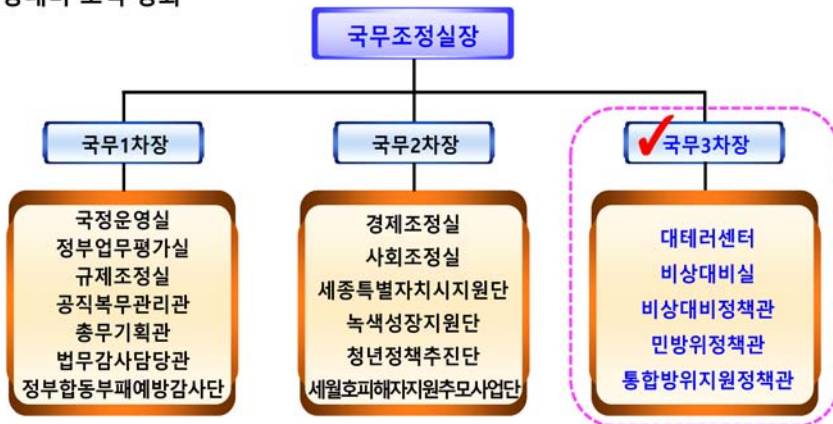 국무조정실장
국무1차장
국무2차장
국무3차장
국정운영실
정부업무평가실
규제조정실
공직복무관리관
총무기획관
법무감사담당관
정부합동부패예방감사단
경제조정실
사회조정실
세종특별자치시지원단
녹색성장지원단
청년정책추진단
세월호피해자지원추모사업단
대테러센터
비상대비실
비상대비정책관
민방위정책관
통합방위지원정책관